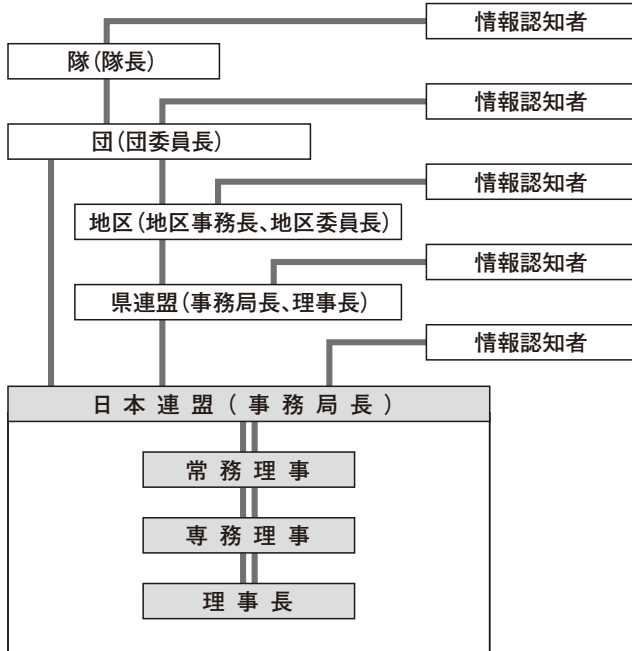 情報認知者
隊（隊長）
情報認知者
団（団委員長）
情報認知者
地区（地区事務長、地区委員長）
情報認知者
県連盟（事務局長、理事長）
情報認知者
日本連盟（事務局長）
常務理事
専務理事
理事長